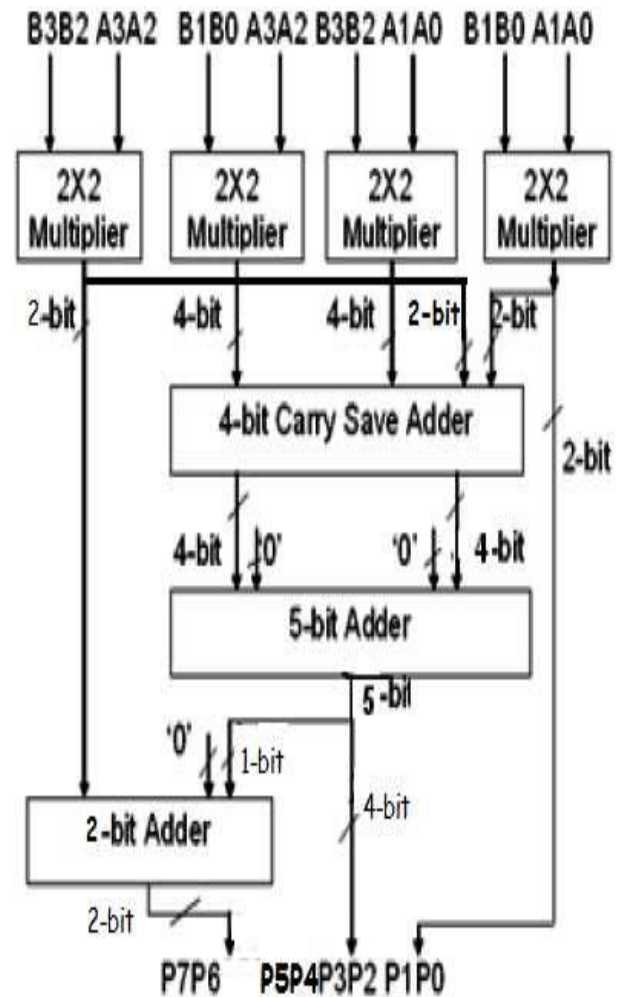 B3B2 A3A2 B1B0 A3A2 B3B2 A1A0 B1B0 A1A0
2X2 Multiplier
2X2 Multiplier
2X2 Multiplier
2X2 Multiplier
2-bit 4-bit 4-bit 2-bit 2-bit
4-bit Carry Save Adder
2-bit
4-bit '0' '0' 4-bit
5-bit Adder
5-bit
'0' 1-bit
4-bit
2-bit Adder
2-bit
P7P6 P5P4P3P2 P1P0